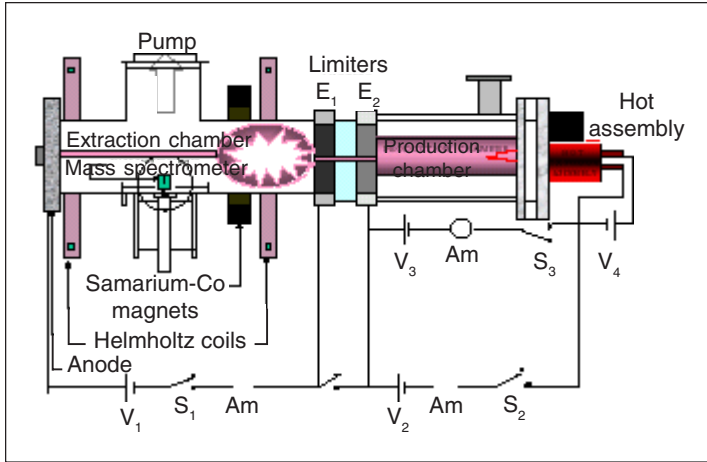 Pump
Limiters
E1 E2
Hot
assembly
Extraction chamber
Mass spectrometer
Production
chamber
V3 Am S3 V4
Samarium-Co
magnets
Helmholtz coils
Anode
V1 S1 Am V2 Am S2